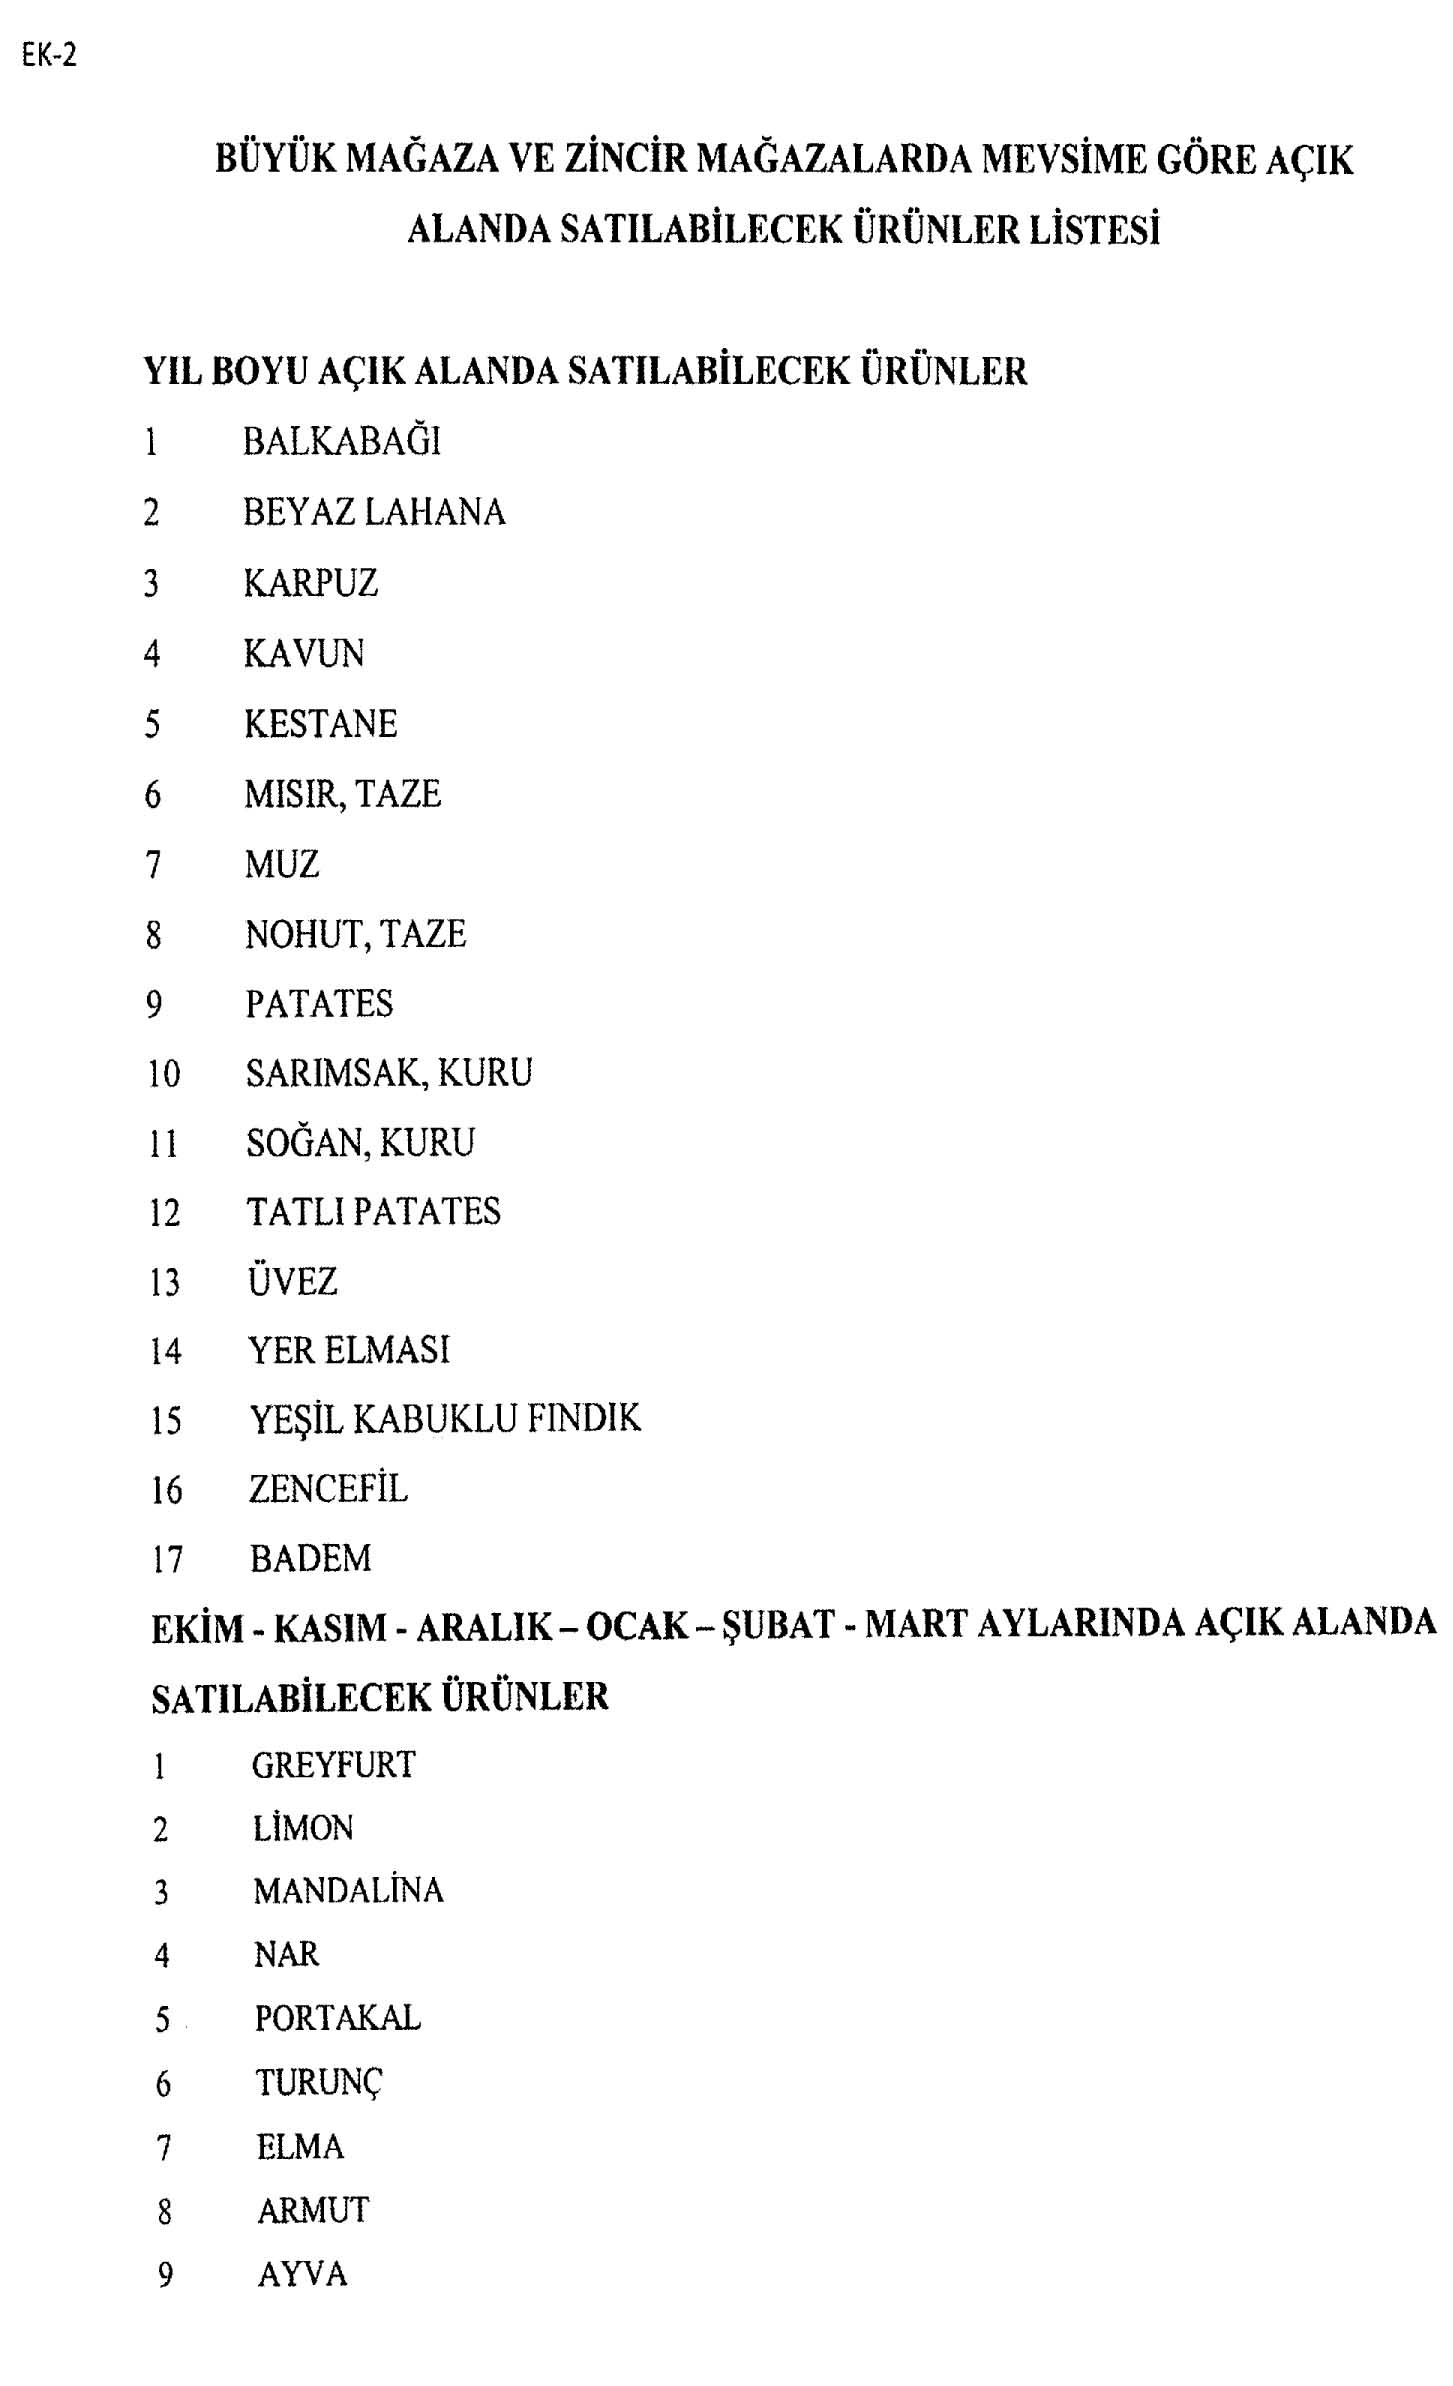 EK-2
BÜYÜK MAĞAZA VE ZİNCİR MAĞAZALARDA MEVSİME GÖRE AÇIK
ALANDA SATILABİLECEK ÜRÜNLER LİSTESİ
YIL BOYU AÇIK ALANDA SATILABİLECEK ÜRÜNLER
1 BALKABAĞI
2 BEYAZ LAHANA
3 KARPUZ
4 KAVUN
5 KESTANE
6 MISIR, TAZE
7 MUZ
8 NOHUT, TAZE
9 PATATES
10 SARIMSAK, KURU
11 SOĞAN, KURU
12 TATLI PATATES
13 ÜVEZ
14 YER ELMASI
15 YEŞİL KABUKLU FINDIK
16 ZENCEFİL
17 BADEM
EKİM - KASIM - ARALIK – OCAK – ŞUBAT - MART AYLARINDA AÇIK ALANDA
SATILABİLECEK ÜRÜNLER
1 GREYFURT
2 LİMON
3 MANDALİNA
4 NAR
5 PORTAKAL
6 TURUNÇ
7 ELMA
8 ARMUT
9 AYVA